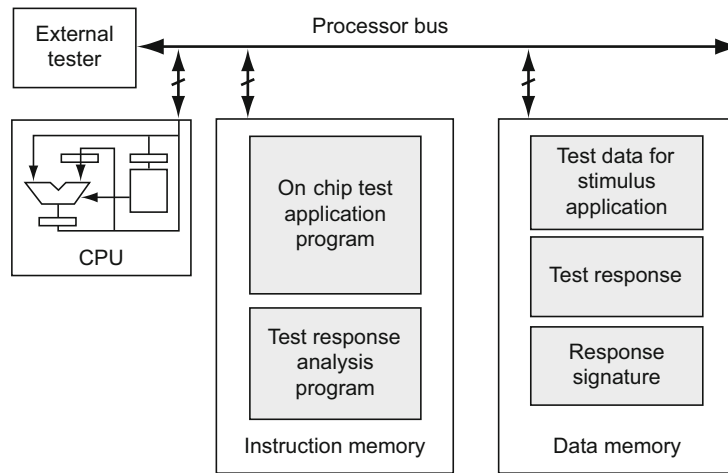 External
tester
Processor bus
CPU
On chip test
application
program
Test response
analysis
program
Instruction memory
Test data for
stimulus
application
Test response
Response
signature
Data memory